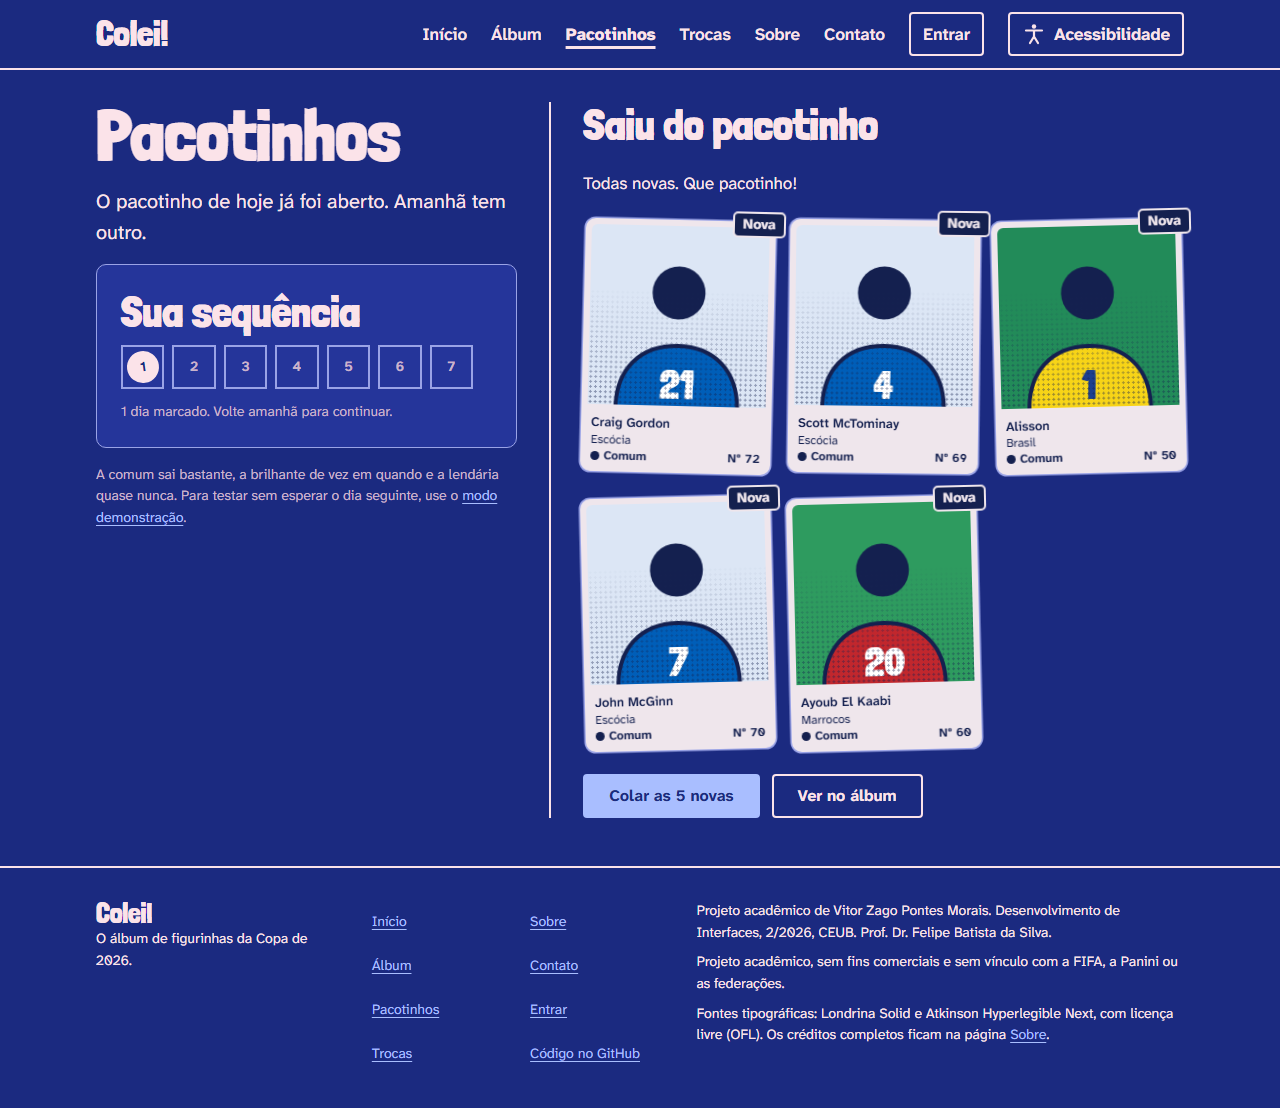 Colei!
Início
Álbum
Pacotinhos
Trocas
Sobre
Contato
Entrar
Acessibilidade
Pacotinhos
O pacotinho de hoje já foi aberto. Amanhã tem
outro.
Sua sequência
1 2 3 4 5 6 7
1 dia marcado. Volte amanhã para continuar.
A comum sai bastante, a brilhante de vez em quando e a lendária
quase nunca. Para testar sem esperar o dia seguinte, use o modo
demonstração.
Saiu do pacotinho
Todas novas. Que pacotinho!
Nova
21
Craig Gordon
Escócia
Comum
Nº 72
Nova
4
Scott McTominay
Escócia
Comum
Nº 69
Nova
1
Alisson
Brasil
Comum
Nº 50
Nova
7
John McGinn
Escócia
Comum
Nº 70
Nova
20
Ayoub El Kaabi
Marrocos
Comum
Nº 60
Colar as 5 novas
Ver no álbum
Colei!
O álbum de figurinhas da Copa de
2026.
Início
Álbum
Pacotinhos
Trocas
Sobre
Contato
Entrar
Código no GitHub
Projeto acadêmico de Vitor Zago Pontes Morais. Desenvolvimento de
Interfaces, 2/2026, CEUB. Prof. Dr. Felipe Batista da Silva.
Projeto acadêmico, sem fins comerciais e sem vínculo com a FIFA, a Panini ou
as federações.
Fontes tipográficas: Londrina Solid e Atkinson Hyperlegible Next, com licença
livre (OFL). Os créditos completos ficam na página Sobre.